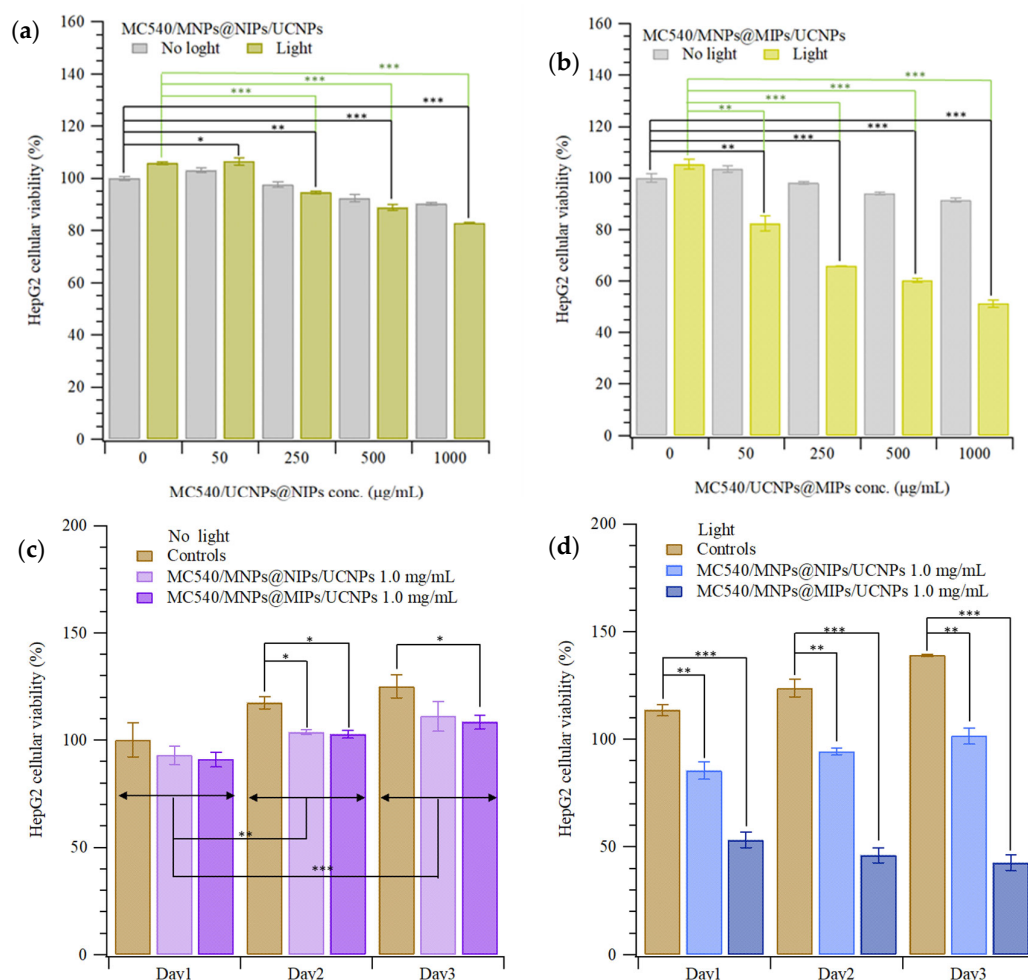 (a)
MC540/MNPs@NIPs/UCNPs
No loght Light
160
140
120
100
80
60
40
20
0
HepG2 cellular viability (%)
***
***
***
***
***
**
*
0 50 250 500 1000
MC540/UCNPs@NIPs conc. (µg/mL)
(b)
MC540/MNPs@MIPs/UCNPs
No light Light
160
140
120
100
80
60
40
20
0
HepG2 cellular viability (%)
***
***
***
**
***
***
***
**
0 50 250 500 1000
MC540/UCNPs@MIPs conc. (µg/mL)
(c)
No light
Controls
MC540/MNPs@NIPs/UCNPs 1.0 mg/mL
MC540/MNPs@MIPs/UCNPs 1.0 mg/mL
200
150
100
50
0
HepG2 cellular viability (%)
*
*
*
**
***
Day1 Day2 Day3
(d)
Light
Controls
MC540/MNPs@NIPs/UCNPs 1.0 mg/mL
MC540/MNPs@MIPs/UCNPs 1.0 mg/mL
200
150
100
50
0
HepG2 cellular viability (%)
***
**
***
**
***
**
Day1 Day2 Day3